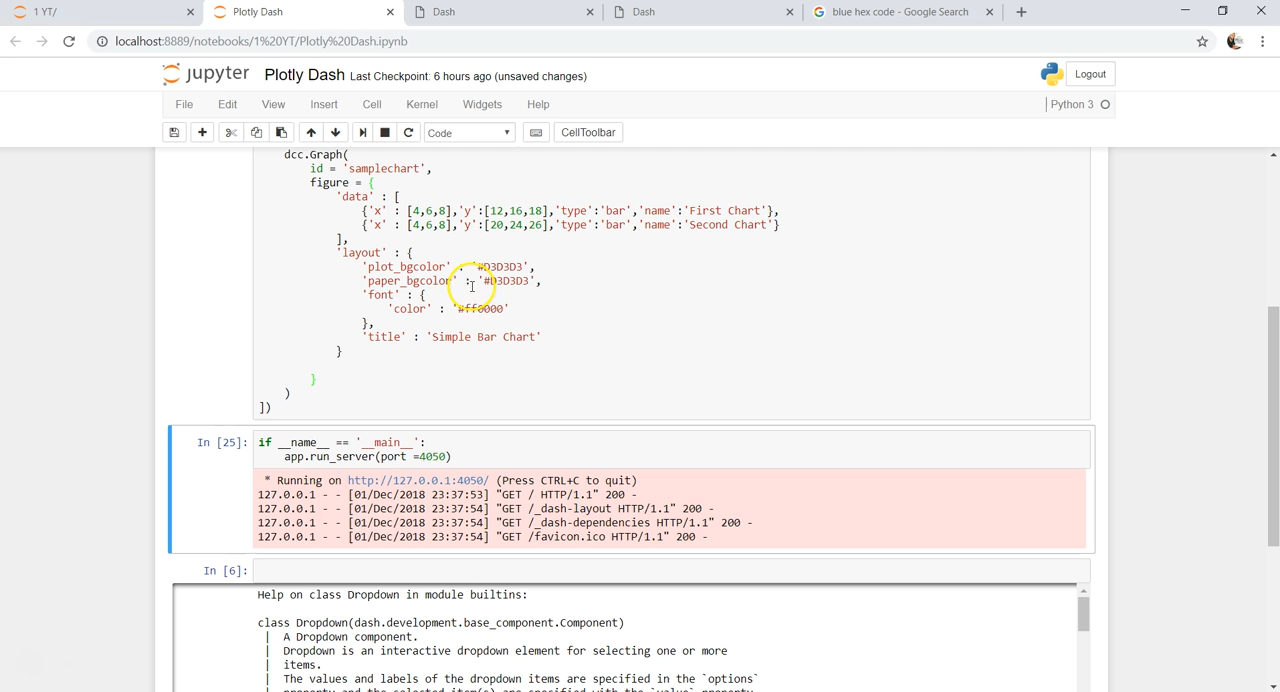 1 YT/
Plotly Dash
Dash
Dash
blue hex code - Google Search
localhost:8889/notebooks/1%20YT/Plotly%20Dash.ipynb
jupyter Plotly Dash Last Checkpoint: 6 hours ago (unsaved changes)
Logout
File Edit View Insert Cell Kernel Widgets Help
Python 3
Code
CellToolbar
dcc.Graph(
id = 'samplechart',
figure = {
'data' : [
{'x' : [4,6,8],'y':[12,16,18],'type':'bar','name':'First Chart'},
{'x' : [4,6,8],'y':[20,24,26],'type':'bar','name':'Second Chart'}
],
'layout' : {
'plot_bgcolor' : '#D3D3D3',
'paper_bgcolor' : '#D3D3D3',
'font' : {
'color' : '#ff0000'
},
'title' : 'Simple Bar Chart'
}
}
)
])
In [25]: if __name__ == '__main__':
app.run_server(port =4050)
* Running on http://127.0.0.1:4050/ (Press CTRL+C to quit)
127.0.0.1 - - [01/Dec/2018 23:37:53] "GET / HTTP/1.1" 200 -
127.0.0.1 - - [01/Dec/2018 23:37:54] "GET /_dash-layout HTTP/1.1" 200 -
127.0.0.1 - - [01/Dec/2018 23:37:54] "GET /_dash-dependencies HTTP/1.1" 200 -
127.0.0.1 - - [01/Dec/2018 23:37:54] "GET /favicon.ico HTTP/1.1" 200 -
In [6]:
Help on class Dropdown in module builtins:
class Dropdown(dash.development.base_component.Component)
| A Dropdown component.
| Dropdown is an interactive dropdown element for selecting one or more
| items.
| The values and labels of the dropdown items are specified in the `options`
| property and the selected item(s) are specified with the `value` property.